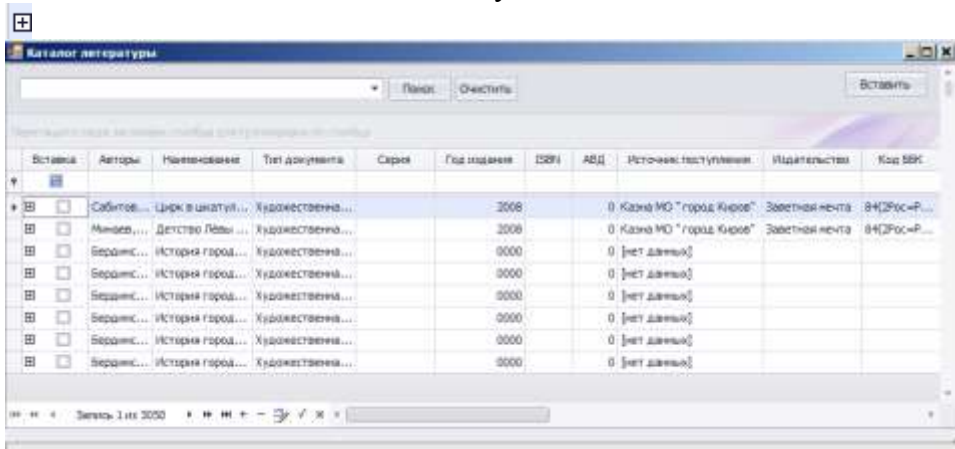 Каталог литературы
Поиск Очистить Вставить
Вставка Авторы Наименование Тип документа Серия Год издания ISBN АВД Источник поступления Издательство Код ББК
Сабитов... Цирк в шкатул... Художественна... 2008 0 Казна МО "город Киров" Заветная мечта 84(2Рос=Р...
Минаев,... Детство Лёвы ... Художественна... 2008 0 Казна МО "город Киров" Заветная мечта 84(2Рос=Р...
Бердинс... История город... Художественна... 0000 0 [нет данных]
Бердинс... История город... Художественна... 0000 0 [нет данных]
Бердинс... История город... Художественна... 0000 0 [нет данных]
Бердинс... История город... Художественна... 0000 0 [нет данных]
Бердинс... История город... Художественна... 0000 0 [нет данных]
Запись 1 из 3050